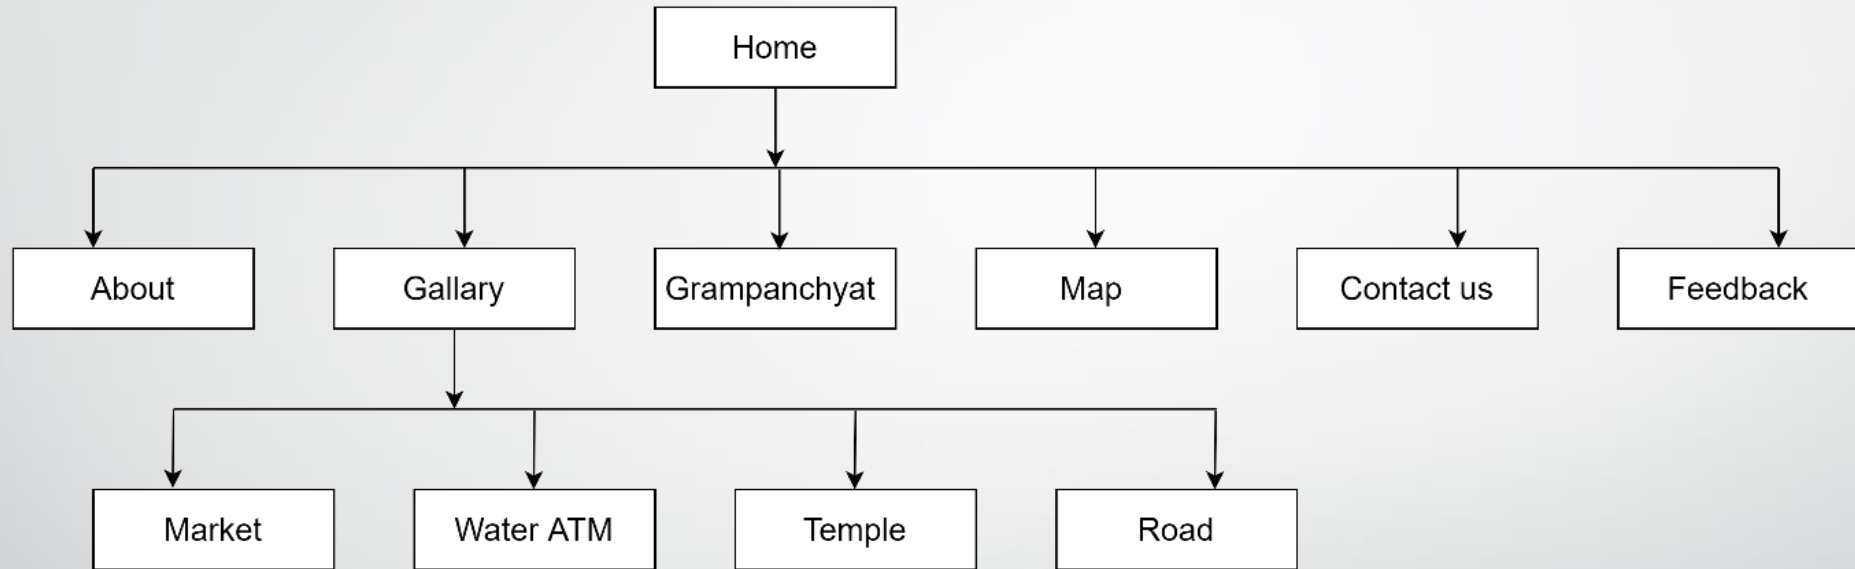 Home
About
Gallary
Grampanchyat
Map
Contact us
Feedback
Market
Water ATM
Temple
Road